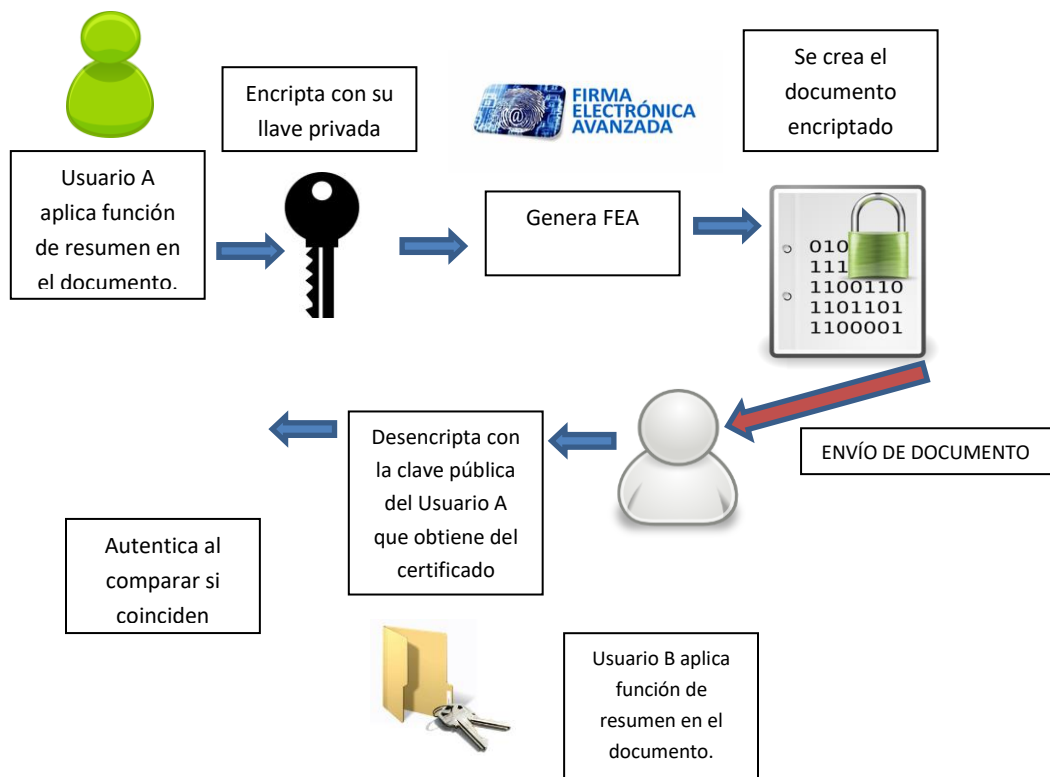 Usuario A
aplica función
de resumen en
el documento.
Encripta con su
llave privada
@
FIRMA
ELECTRÓNICA
AVANZADA
Genera FEA
Se crea el
documento
encriptado
010
111
1100110
1101101
1100001
ENVÍO DE DOCUMENTO
Desencripta con
la clave pública
del Usuario A
que obtiene del
certificado
Autentica al
comparar si
coinciden
Usuario B aplica
función de
resumen en el
documento.